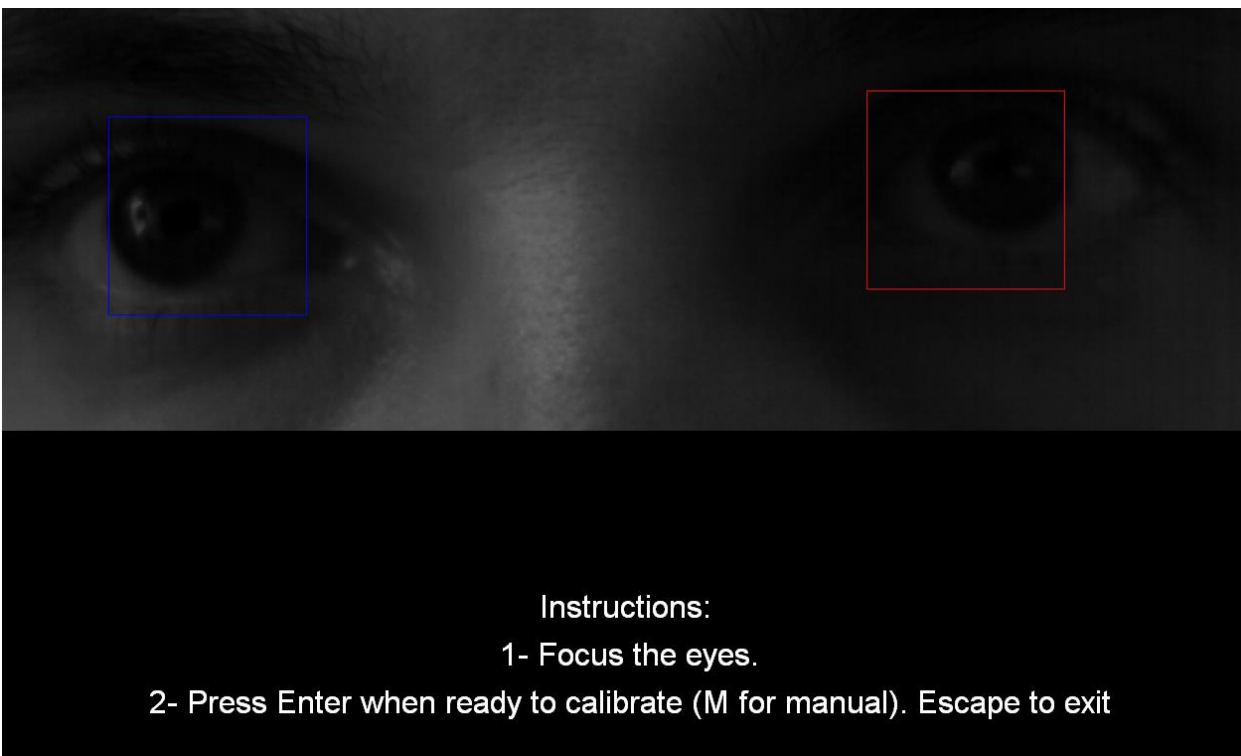 Instructions:
1- Focus the eyes.
2- Press Enter when ready to calibrate (M for manual). Escape to exit